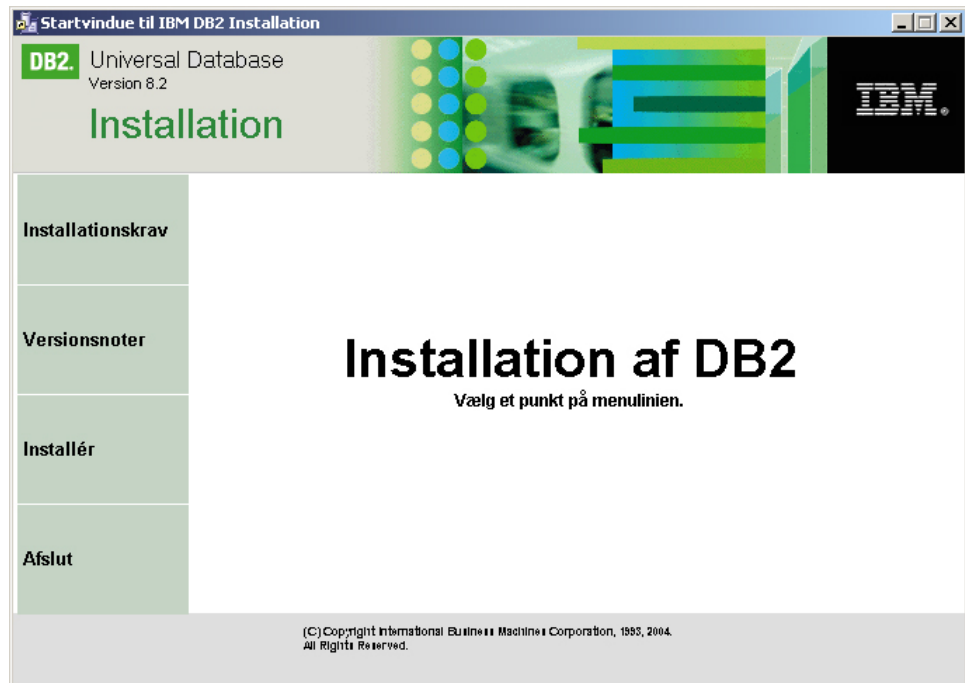 Startvindue til IBM DB2 Installation
DB2. Universal Database
Version 8.2
Installation
IBM®
Installationskrav
Versionsnoter
Installér
Afslut
Installation af DB2
Vælg et punkt på menulinien.
(C) Copyright International Business Machines Corporation, 1993, 2004.
All Rights Reserved.